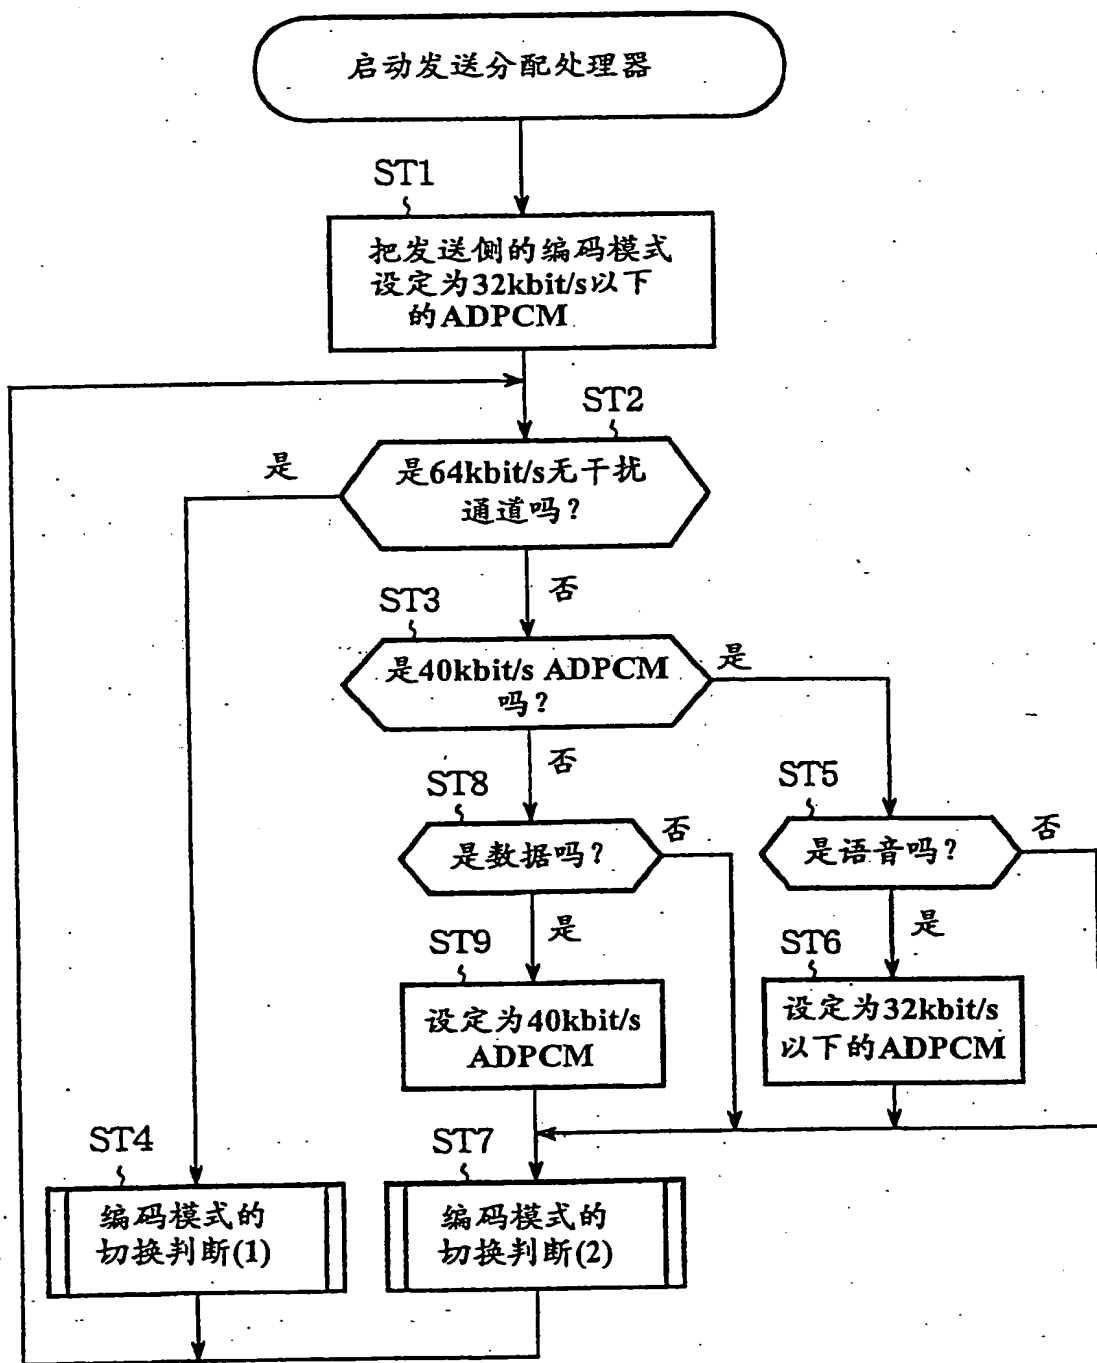 启动发送分配处理器
ST1
把发送侧的编码模式
设定为32kbit/s以下
的ADPCM
ST2
是
是64kbit/s无干扰
通道吗?
否
ST3
是40kbit/s ADPCM
吗?
是
否
ST8
ST5
是数据吗?
否
是语音吗?
否
是
是
ST9
ST6
设定为40kbit/s
ADPCM
设定为32kbit/s
以下的ADPCM
ST4
ST7
编码模式的
切换判断(1)
编码模式的
切换判断(2)